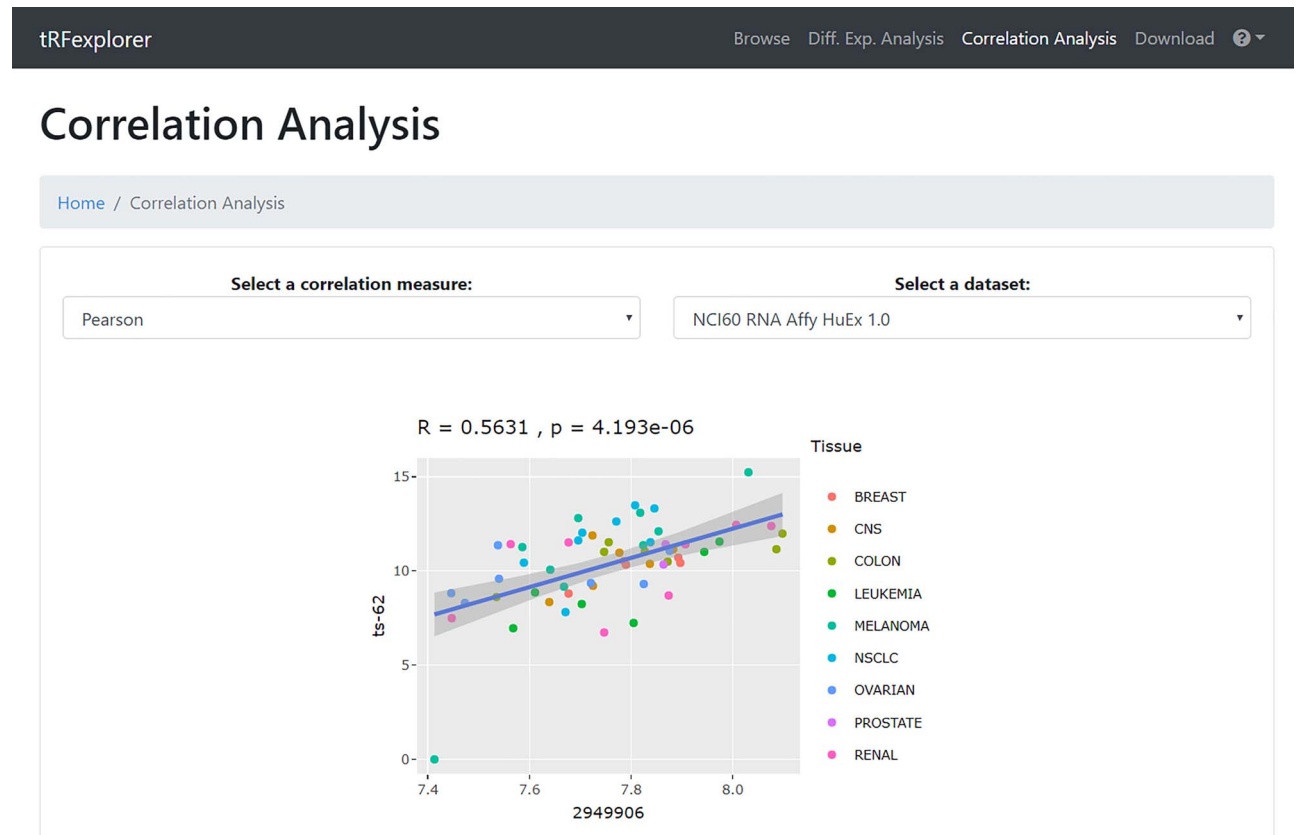 tRFexplorer
Browse Diff. Exp. Analysis Correlation Analysis Download ?
Correlation Analysis
Home / Correlation Analysis
Select a correlation measure:
Pearson
Select a dataset:
NCI60 RNA Affy HuEx 1.0
R = 0.5631 , p = 4.193e-06
Tissue
BREAST
CNS
COLON
LEUKEMIA
MELANOMA
NSCLC
OVARIAN
PROSTATE
RENAL
ts-62
15
10
5
0
7.4 7.6 7.8 8.0
2949906